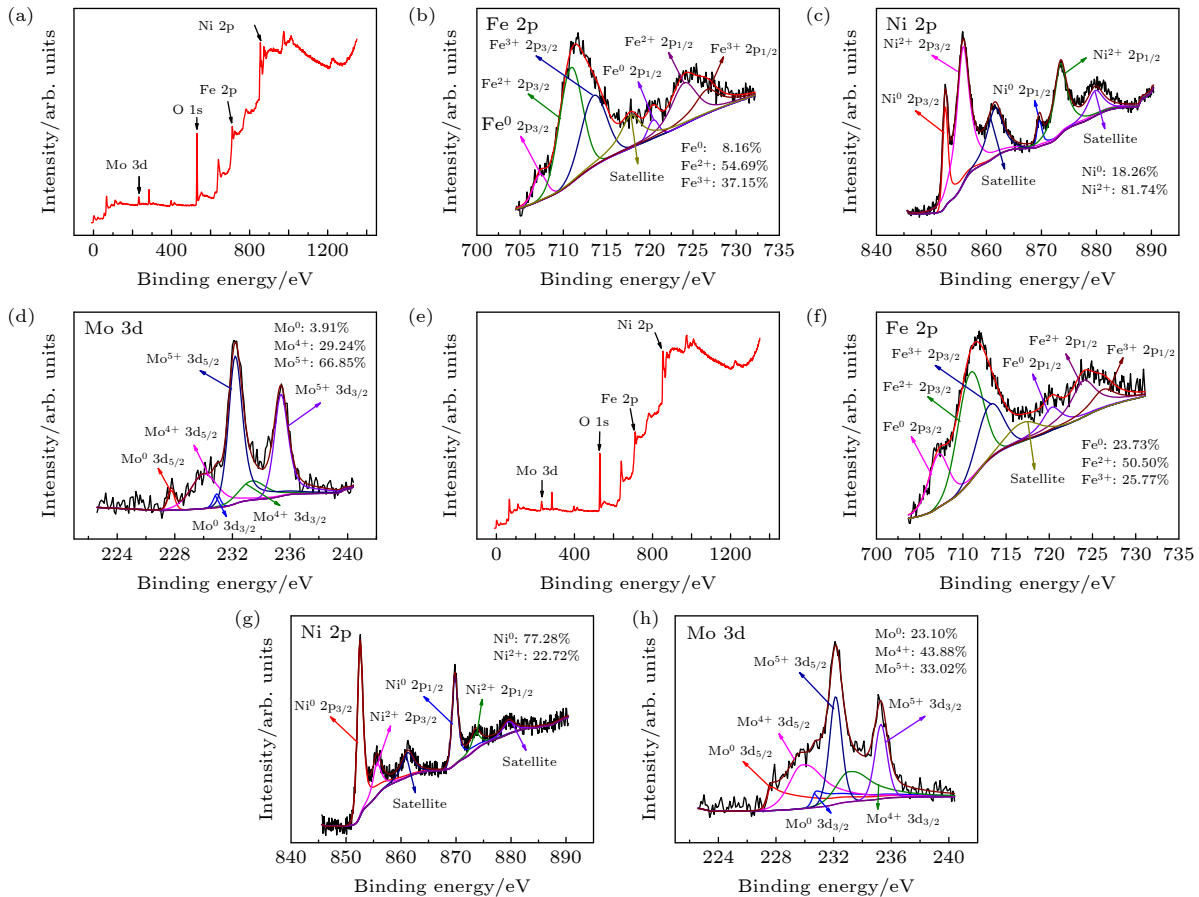 (a)
Intensity/arb. units
Ni 2p
Fe 2p
O 1s
Mo 3d
0 400 800 1200
Binding energy/eV
(b)
Intensity/arb. units
Fe 2p
Fe³⁺ 2p₃/₂
Fe²⁺ 2p₃/₂
Fe⁰ 2p₃/₂
Fe²⁺ 2p₁/₂
Fe³⁺ 2p₁/₂
Fe⁰ 2p₁/₂
Satellite
Fe⁰: 8.16%
Fe²⁺: 54.69%
Fe³⁺: 37.15%
700 705 710 715 720 725 730 735
Binding energy/eV
(c)
Intensity/arb. units
Ni 2p
Ni²⁺ 2p₃/₂
Ni⁰ 2p₃/₂
Ni⁰ 2p₁/₂
Ni²⁺ 2p₁/₂
Satellite
Satellite
Ni⁰: 18.26%
Ni²⁺: 81.74%
840 850 860 870 880 890
Binding energy/eV
(d)
Intensity/arb. units
Mo 3d
Mo⁰: 3.91%
Mo⁴⁺: 29.24%
Mo⁵⁺: 66.85%
Mo⁵⁺ 3d₅/₂
Mo⁵⁺ 3d₃/₂
Mo⁴⁺ 3d₅/₂
Mo⁰ 3d₅/₂
Mo⁴⁺ 3d₃/₂
Mo⁰ 3d₃/₂
224 228 232 236 240
Binding energy/eV
(e)
Intensity/arb. units
Ni 2p
Fe 2p
O 1s
Mo 3d
0 400 800 1200
Binding energy/eV
(f)
Intensity/arb. units
Fe 2p
Fe³⁺ 2p₃/₂
Fe²⁺ 2p₃/₂
Fe⁰ 2p₃/₂
Fe²⁺ 2p₁/₂
Fe³⁺ 2p₁/₂
Fe⁰ 2p₁/₂
Satellite
Fe⁰: 23.73%
Fe²⁺: 50.50%
Fe³⁺: 25.77%
700 705 710 715 720 725 731 735
Binding energy/eV
(g)
Intensity/arb. units
Ni 2p
Ni⁰: 77.28%
Ni²⁺: 22.72%
Ni⁰ 2p₃/₂
Ni²⁺ 2p₃/₂
Ni⁰ 2p₁/₂
Ni²⁺ 2p₁/₂
Satellite
Satellite
840 850 860 870 880 890
Binding energy/eV
(h)
Intensity/arb. units
Mo 3d
Mo⁰: 23.10%
Mo⁴⁺: 43.88%
Mo⁵⁺: 33.02%
Mo⁵⁺ 3d₅/₂
Mo⁵⁺ 3d₃/₂
Mo⁴⁺ 3d₅/₂
Mo⁰ 3d₅/₂
Mo⁰ 3d₃/₂
Mo⁴⁺ 3d₃/₂
224 228 232 236 240
Binding energy/eV